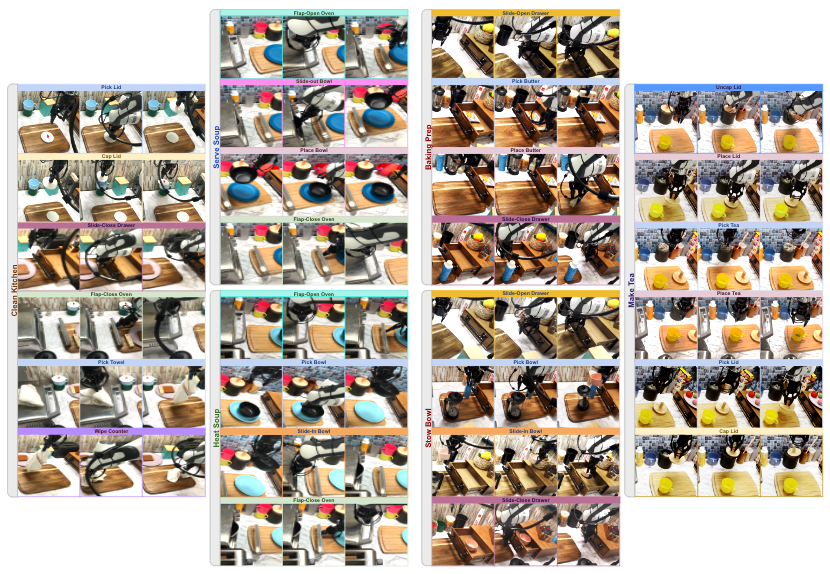 Clean Kitchen
Pick Lid
Cap Lid
Slide-Close Drawer
Flap-Close Oven
Pick Towel
Wipe Counter
Serve Soup
Flap-Open Oven
Slide-out Bowl
Place Bowl
Flap-Close Oven
Heat Soup
Flap-Open Oven
Pick Bowl
Slide-In Bowl
Flap-Close Oven
Baking Prep
Slide-Open Drawer
Pick Butter
Place Butter
Slide-Close Drawer
Stow Bowl
Slide-Open Drawer
Pick Bowl
Slide-In Bowl
Slide-Close Drawer
Make Tea
Uncap Lid
Place Lid
Pick Tea
Place Tea
Pick Lid
Cap Lid